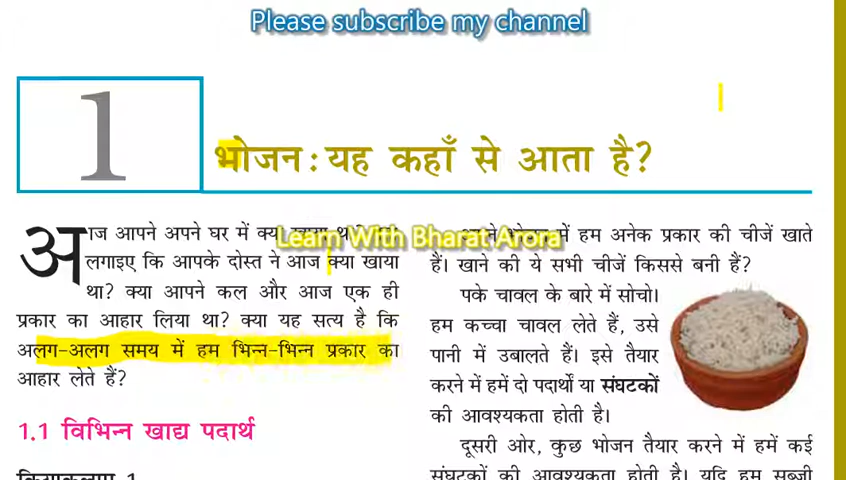 Please subscribe my channel
1
भोजन : यह कहाँ से आता है?
आज आपने अपने घर में
लगाइए कि आपके दोस्त ने आज क्या खाया
था? क्या आपने कल और आज एक ही
प्रकार का आहार लिया था? क्या यह सत्य है कि
अलग-अलग समय में हम भिन्न-भिन्न प्रकार का
आहार लेते हैं?
1.1 विभिन्न खाद्य पदार्थ
Learn With Bharat Arora
में हम अनेक प्रकार की चीजें खाते
हैं। खाने की ये सभी चीजें किससे बनी हैं?
पके चावल के बारे में सोचो।
हम कच्चा चावल लेते हैं, उसे
पानी में उबालते हैं। इसे तैयार
करने में हमें दो पदार्थों या संघटकों
की आवश्यकता होती है।
दूसरी ओर, कुछ भोजन तैयार करने में हमें कई
संघटकों की आवश्यकता होती है। यदि हम सब्ज़ी